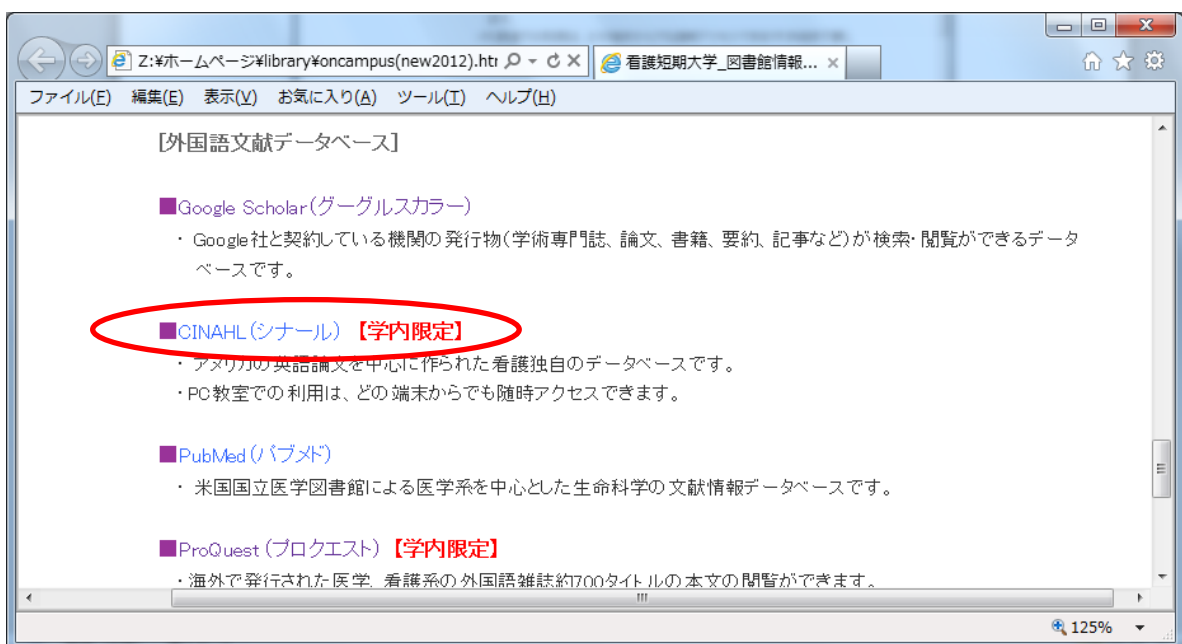 Z:¥ホームページ¥library¥oncampus(new2012).htr
看護短期大学_図書館情報...
ファイル(F) 編集(E) 表示(V) お気に入り(A) ツール(T) ヘルプ(H)
[外国語文献データベース]
■Google Scholar(グーグルスカラー)
・ Google社と契約している機関の発行物(学術専門誌、論文、書籍、要約、記事など)が検索・閲覧ができるデータ
ベースです。
■CINAHL(シナール) 【学内限定】
・ アメリカの英語論文を中心に作られた看護独自のデータベースです。
・PC教室での利用は、どの端末からでも随時アクセスできます。
■PubMed(パブメド)
・ 米国国立医学図書館による医学系を中心とした生命科学の文献情報データベースです。
■ProQuest(プロクエスト) 【学内限定】
・海外で発行された医学、看護系の外国語雑誌約700タイトルの本文の閲覧ができます。
125%